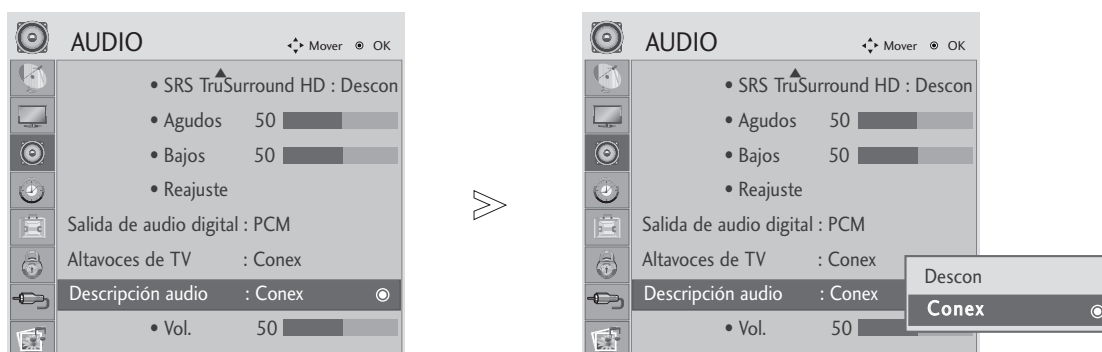 AUDIO
Mover OK
• SRS TruSurround HD : Descon
• Agudos 50
• Bajos 50
• Reajuste
Salida de audio digital : PCM
Altavoces de TV : Conex
Descripción audio : Conex
• Vol. 50
AUDIO
Mover OK
• SRS TruSurround HD : Descon
• Agudos 50
• Bajos 50
• Reajuste
Salida de audio digital : PCM
Altavoces de TV : Conex
Descripción audio : Conex
• Vol. 50
Descon
Conex